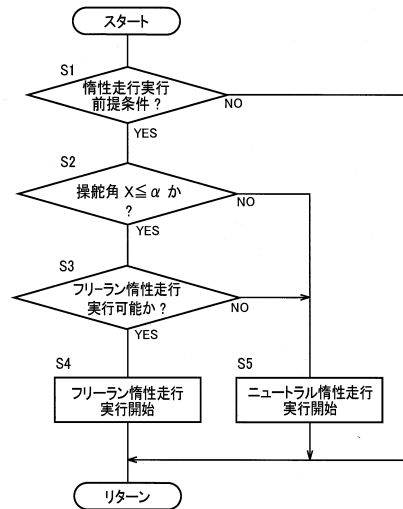 スタート
S1
惰性走行実行
前提条件？
NO
YES
S2
操舵角 X≦α か
？
NO
YES
S3
フリーラン惰性走行
実行可能か？
NO
YES
S4
フリーラン惰性走行
実行開始
S5
ニュートラル惰性走行
実行開始
リターン